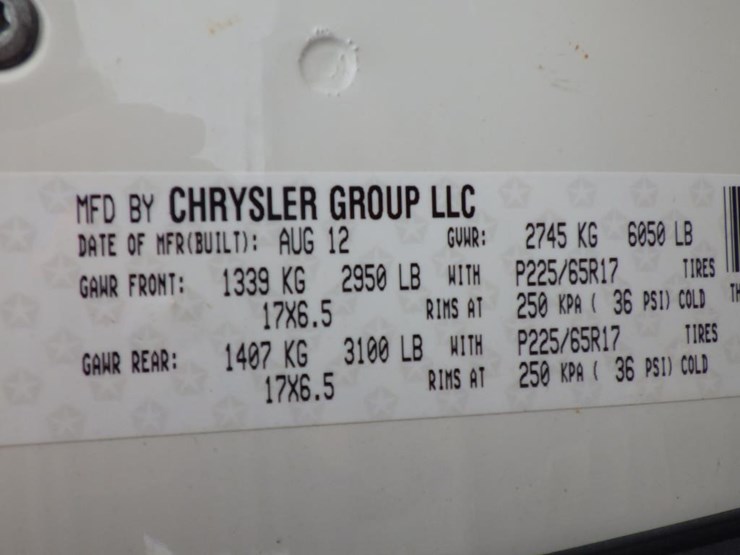 MFD BY CHRYSLER GROUP LLC
DATE OF MFR(BUILT): AUG 12 GVWR: 2745 KG 6050 LB
GAWR FRONT: 1339 KG 2950 LB WITH P225/65R17 TIRES
17X6.5 RIMS AT 250 KPA ( 36 PSI) COLD TH
GAWR REAR: 1407 KG 3100 LB WITH P225/65R17 TIRES
17X6.5 RIMS AT 250 KPA ( 36 PSI) COLD